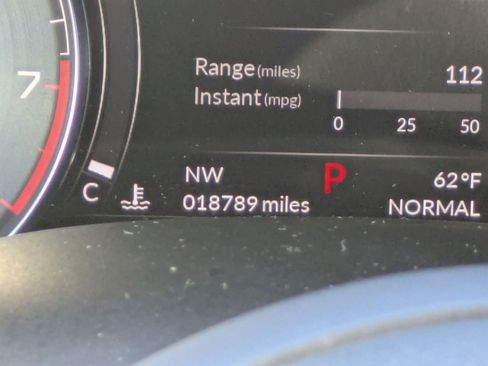 7
Range (miles) 112
Instant (mpg)
0 25 50
C
NW P 62°F
018789 miles NORMAL